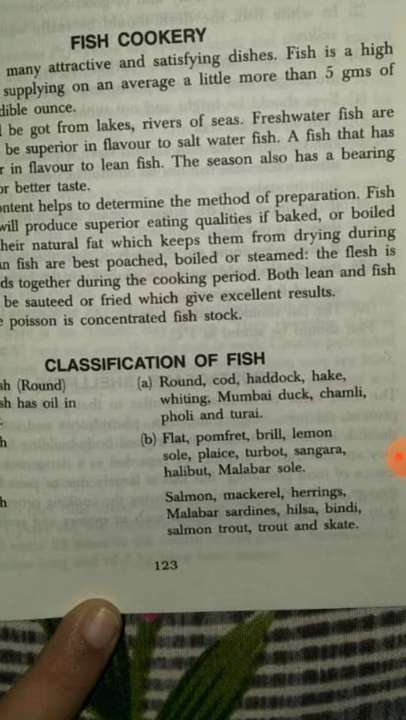 FISH COOKERY
many attractive and satisfying dishes. Fish is a high
supplying on an average a little more than 5 gms of
dible ounce.
be got from lakes, rivers of seas. Freshwater fish are
be superior in flavour to salt water fish. A fish that has
r in flavour to lean fish. The season also has a bearing
or better taste.
ontent helps to determine the method of preparation. Fish
will produce superior eating qualities if baked, or boiled
heir natural fat which keeps them from drying during
n fish are best poached, boiled or steamed: the flesh is
ds together during the cooking period. Both lean and fish
be sauteed or fried which give excellent results.
e poisson is concentrated fish stock.
CLASSIFICATION OF FISH
sh (Round)
sh has oil in
h
h
(a) Round, cod, haddock, hake,
whiting, Mumbai duck, chamli,
pholi and turai.
(b) Flat, pomfret, brill, lemon
sole, plaice, turbot, sangara,
halibut, Malabar sole.
Salmon, mackerel, herrings,
Malabar sardines, hilsa, bindi,
salmon trout, trout and skate.
123